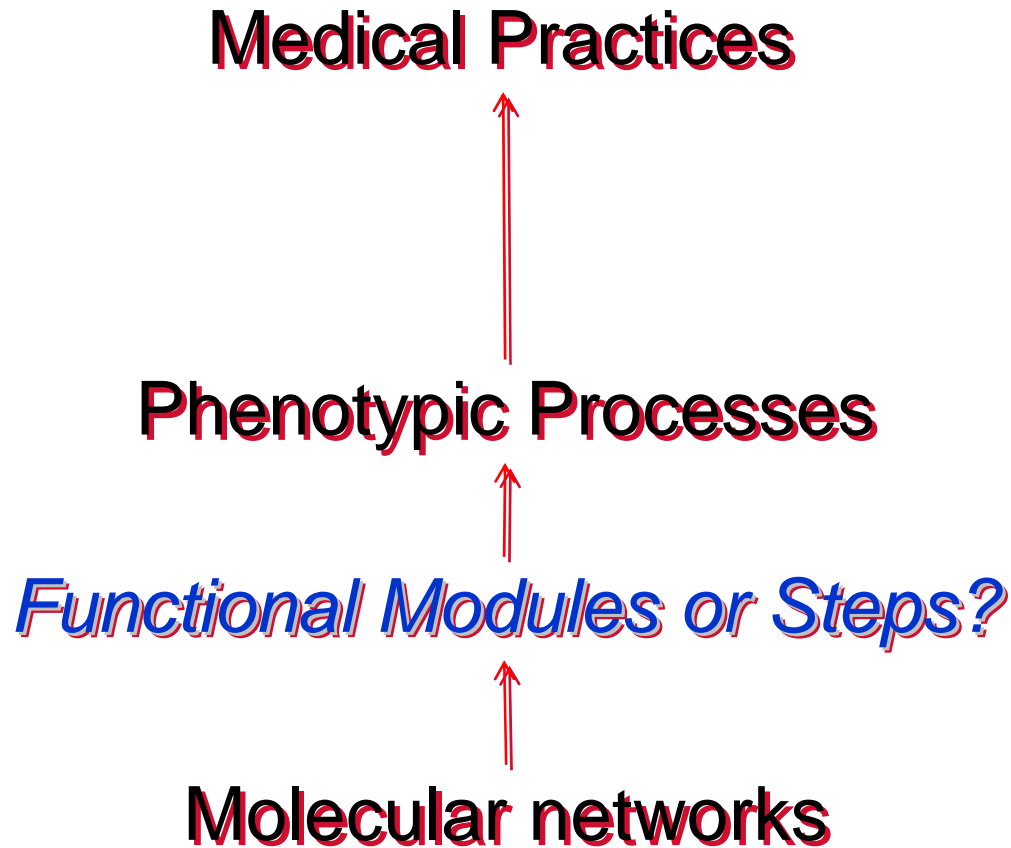 Medical Practices
Phenotypic Processes
Functional Modules or Steps?
Molecular networks